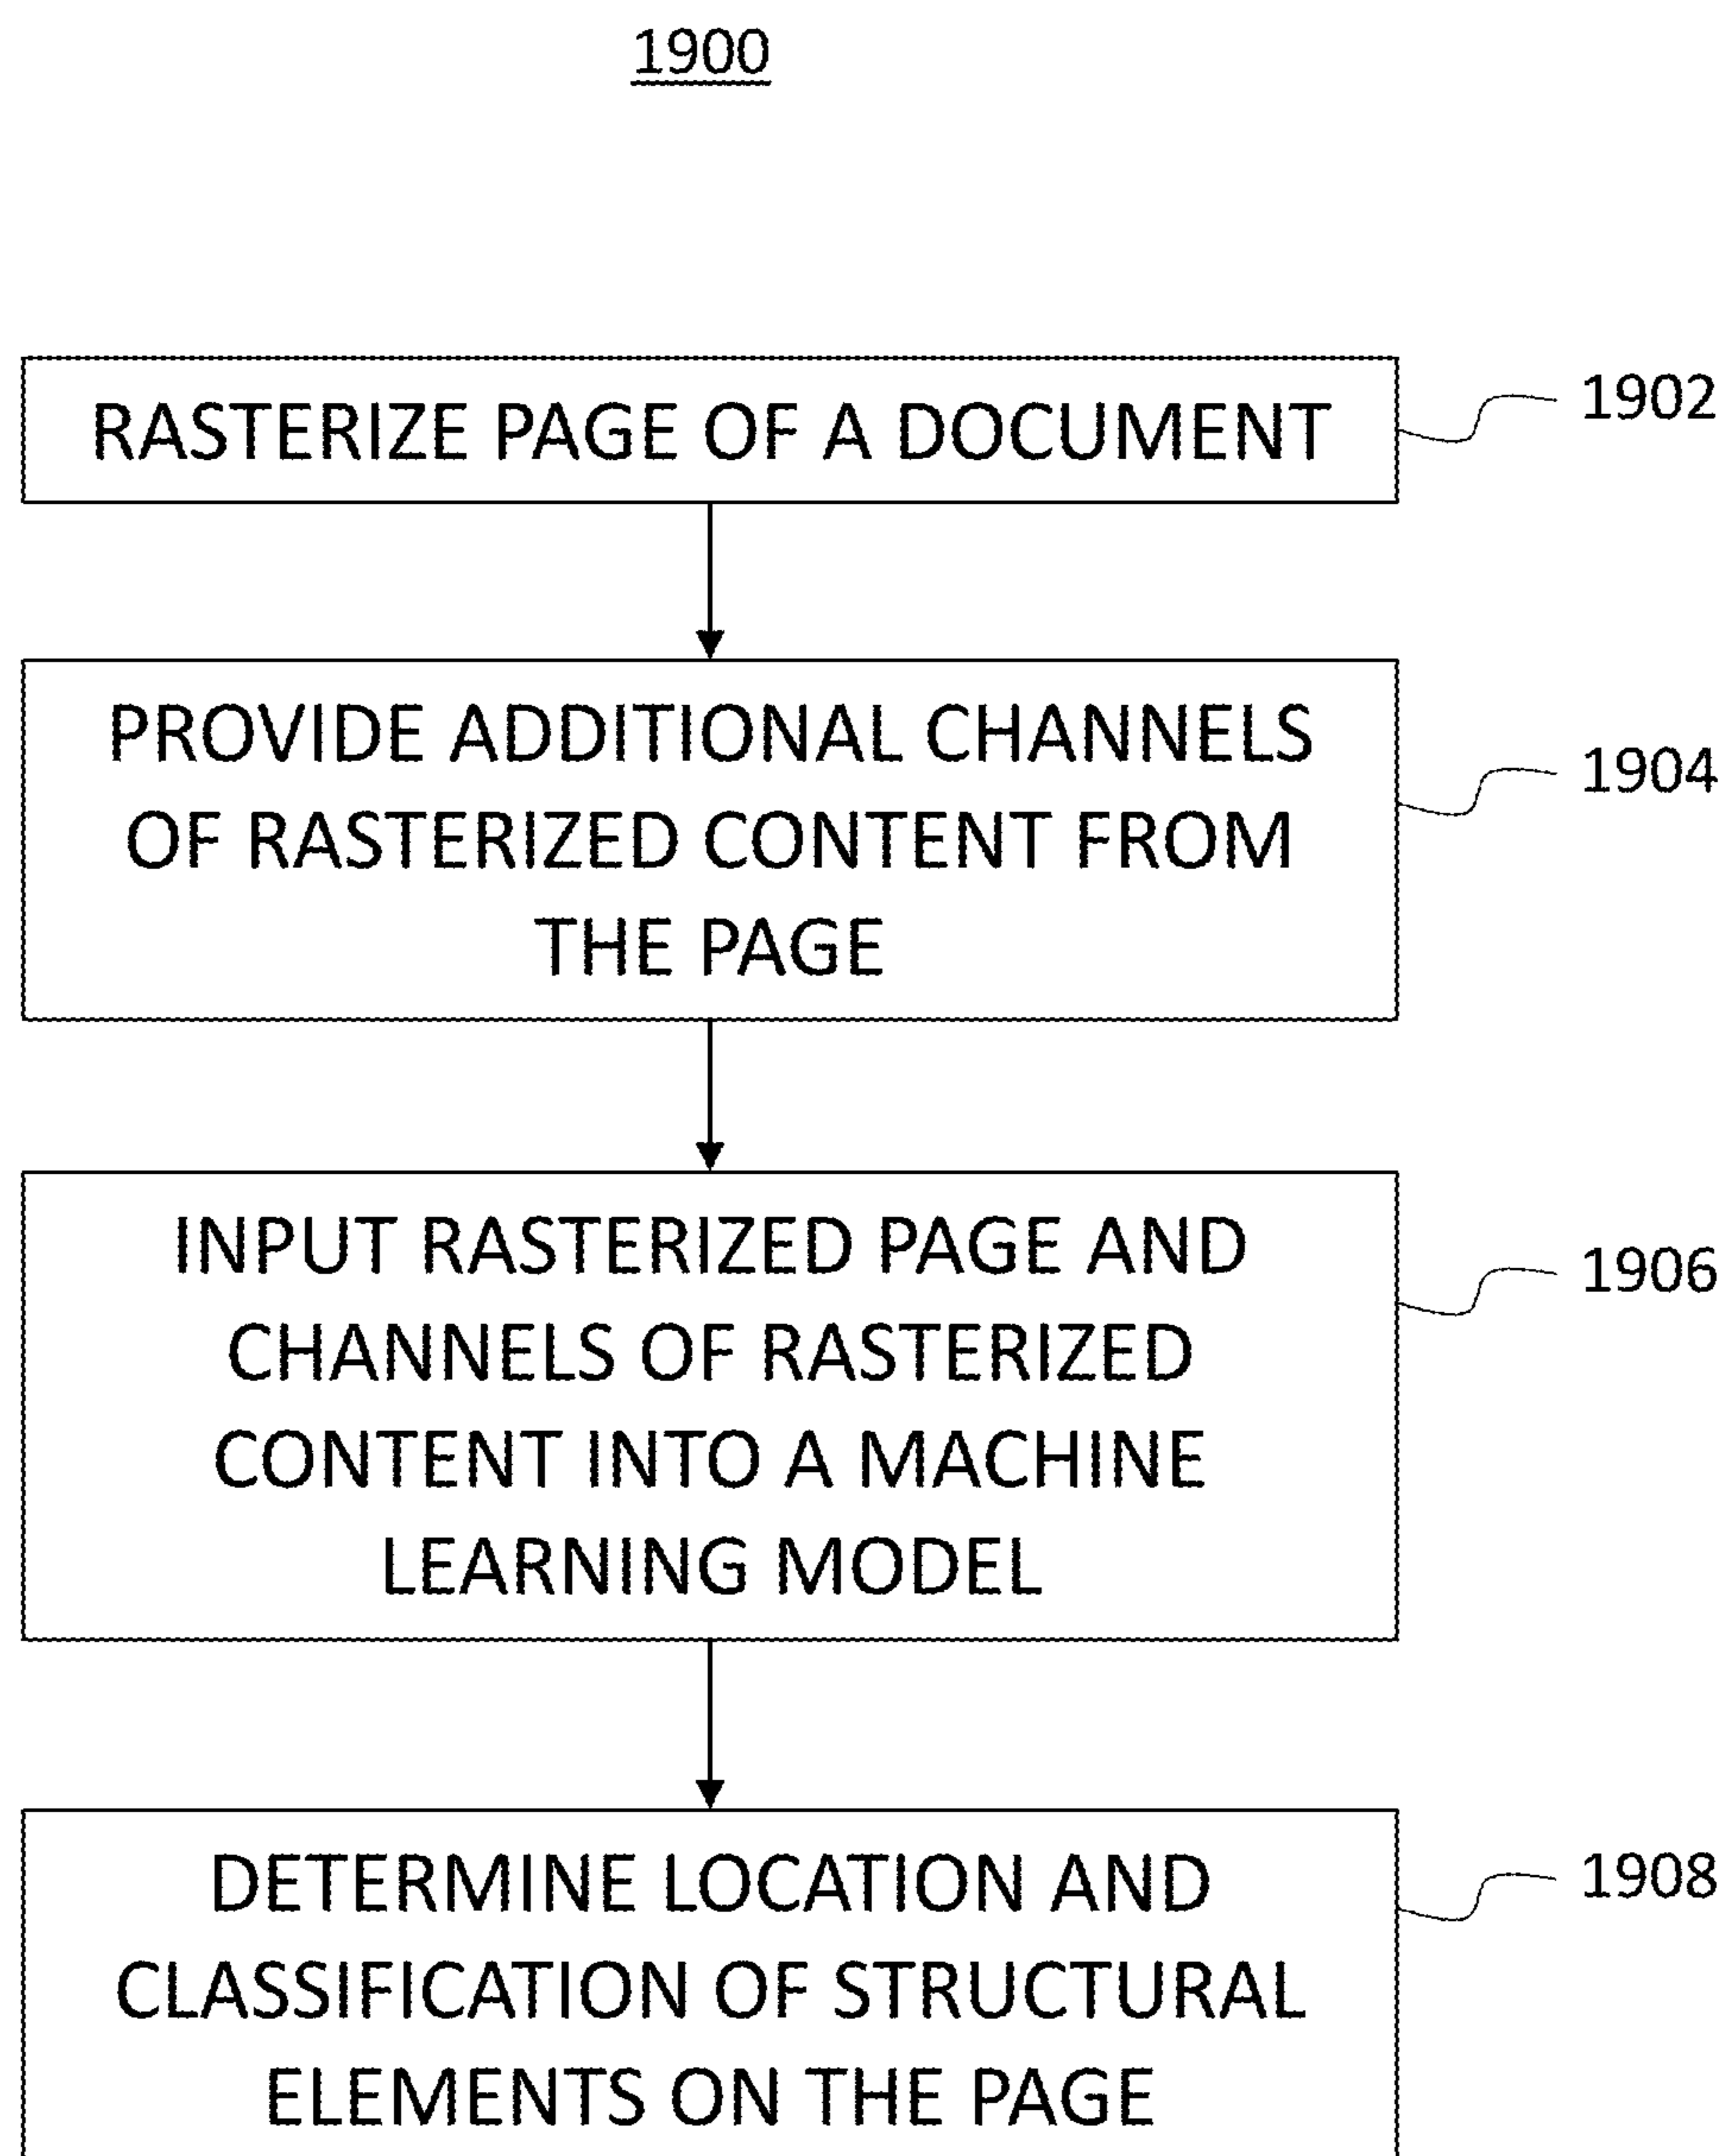 1900
RASTERIZE PAGE OF A DOCUMENT
1902
PROVIDE ADDITIONAL CHANNELS
OF RASTERIZED CONTENT FROM
THE PAGE
1904
INPUT RASTERIZED PAGE AND
CHANNELS OF RASTERIZED
CONTENT INTO A MACHINE
LEARNING MODEL
1906
DETERMINE LOCATION AND
CLASSIFICATION OF STRUCTURAL
ELEMENTS ON THE PAGE
1908